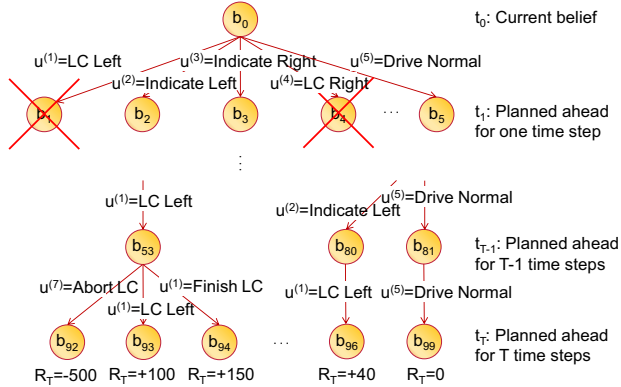 b0
t0: Current belief
u(1)=LC Left
u(3)=Indicate Right
u(5)=Drive Normal
u(2)=Indicate Left
u(4)=LC Right
b1
b2
b3
b4
...
b5
t1: Planned ahead
for one time step
...
u(1)=LC Left
u(2)=Indicate Left
u(5)=Drive Normal
b53
b80
b81
tT-1: Planned ahead
for T-1 time steps
u(7)=Abort LC
u(1)=Finish LC
u(1)=LC Left
u(1)=LC Left
u(5)=Drive Normal
b92
b93
b94
...
b96
b99
tT: Planned ahead
for T time steps
RT=-500
RT=+100
RT=+150
RT=+40
RT=0